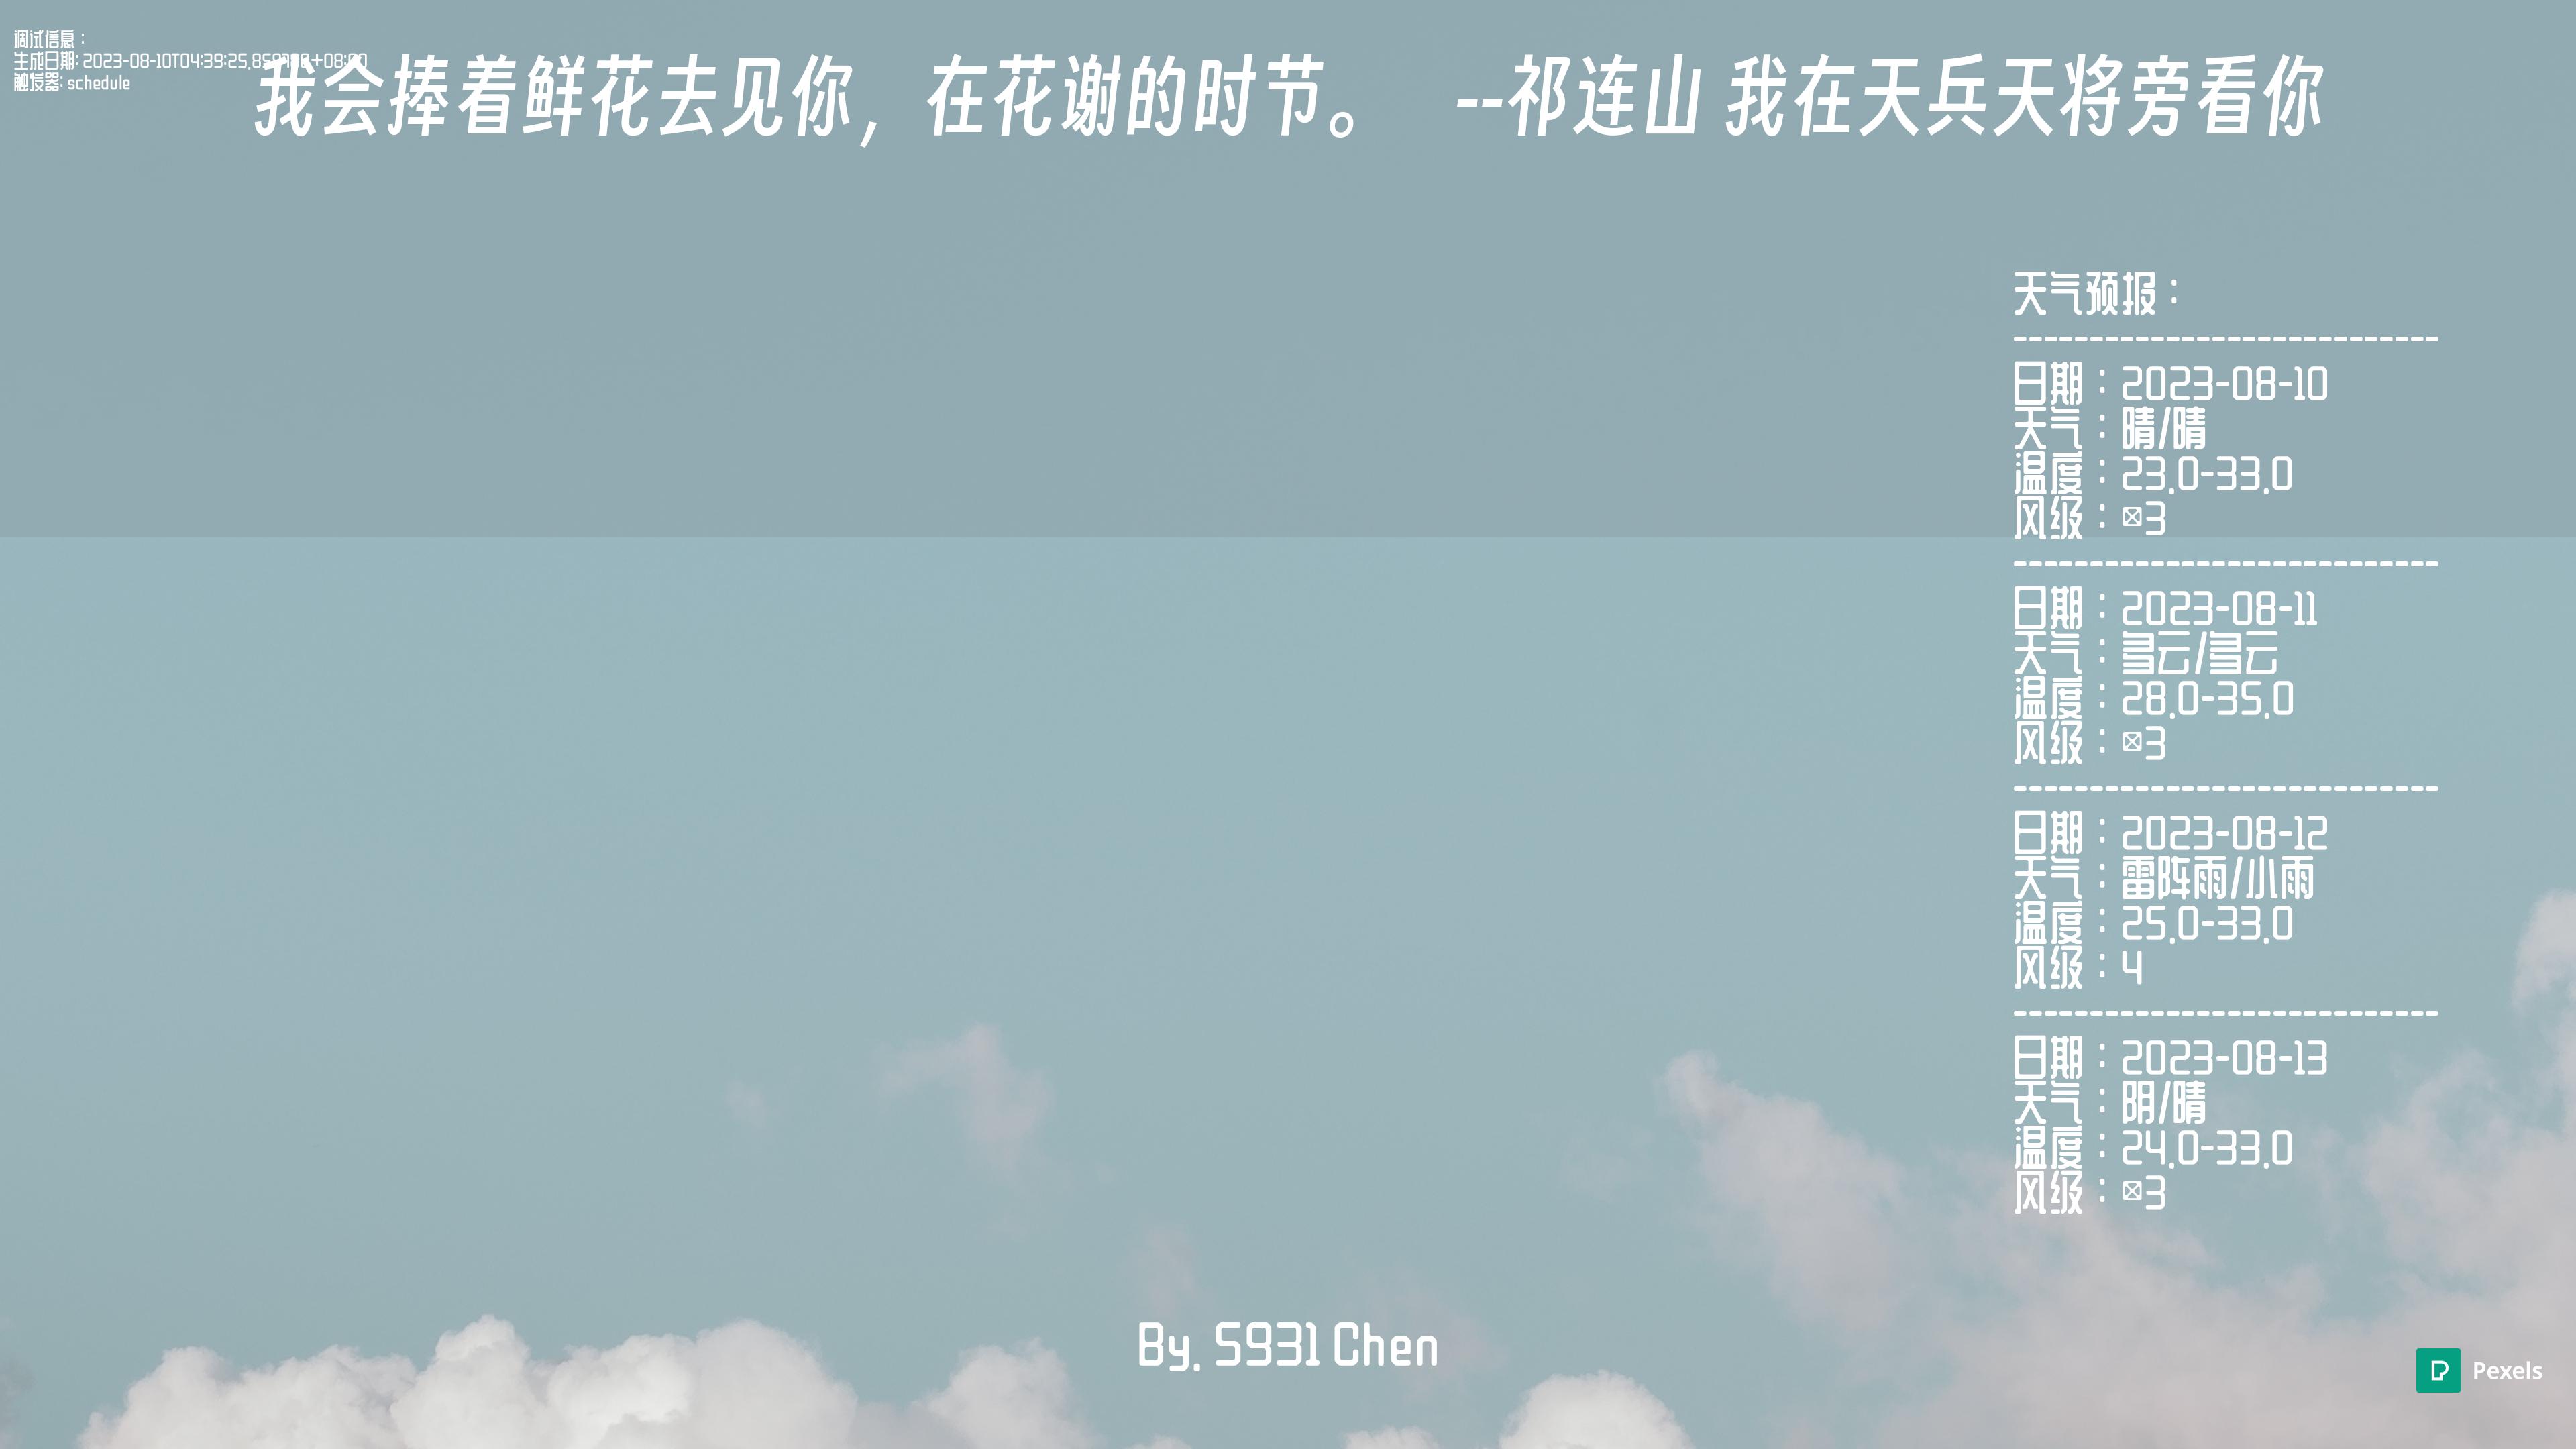 调试信息：
生成日期: 2023-08-10T04:39:25.859788+08:00
触发器: schedule
我会捧着鲜花去见你，在花谢的时节。 --祁连山 我在天兵天将旁看你
天气预报：
----------------------------
日期：2023-08-10
天气：晴/晴
温度：23.0-33.0
风级：☒3
----------------------------
日期：2023-08-11
天气：多云/多云
温度：28.0-35.0
风级：☒3
----------------------------
日期：2023-08-12
天气：雷阵雨/小雨
温度：25.0-33.0
风级：4
----------------------------
日期：2023-08-13
天气：阴/晴
温度：24.0-33.0
风级：☒3
By. S931 Chen
Pexels